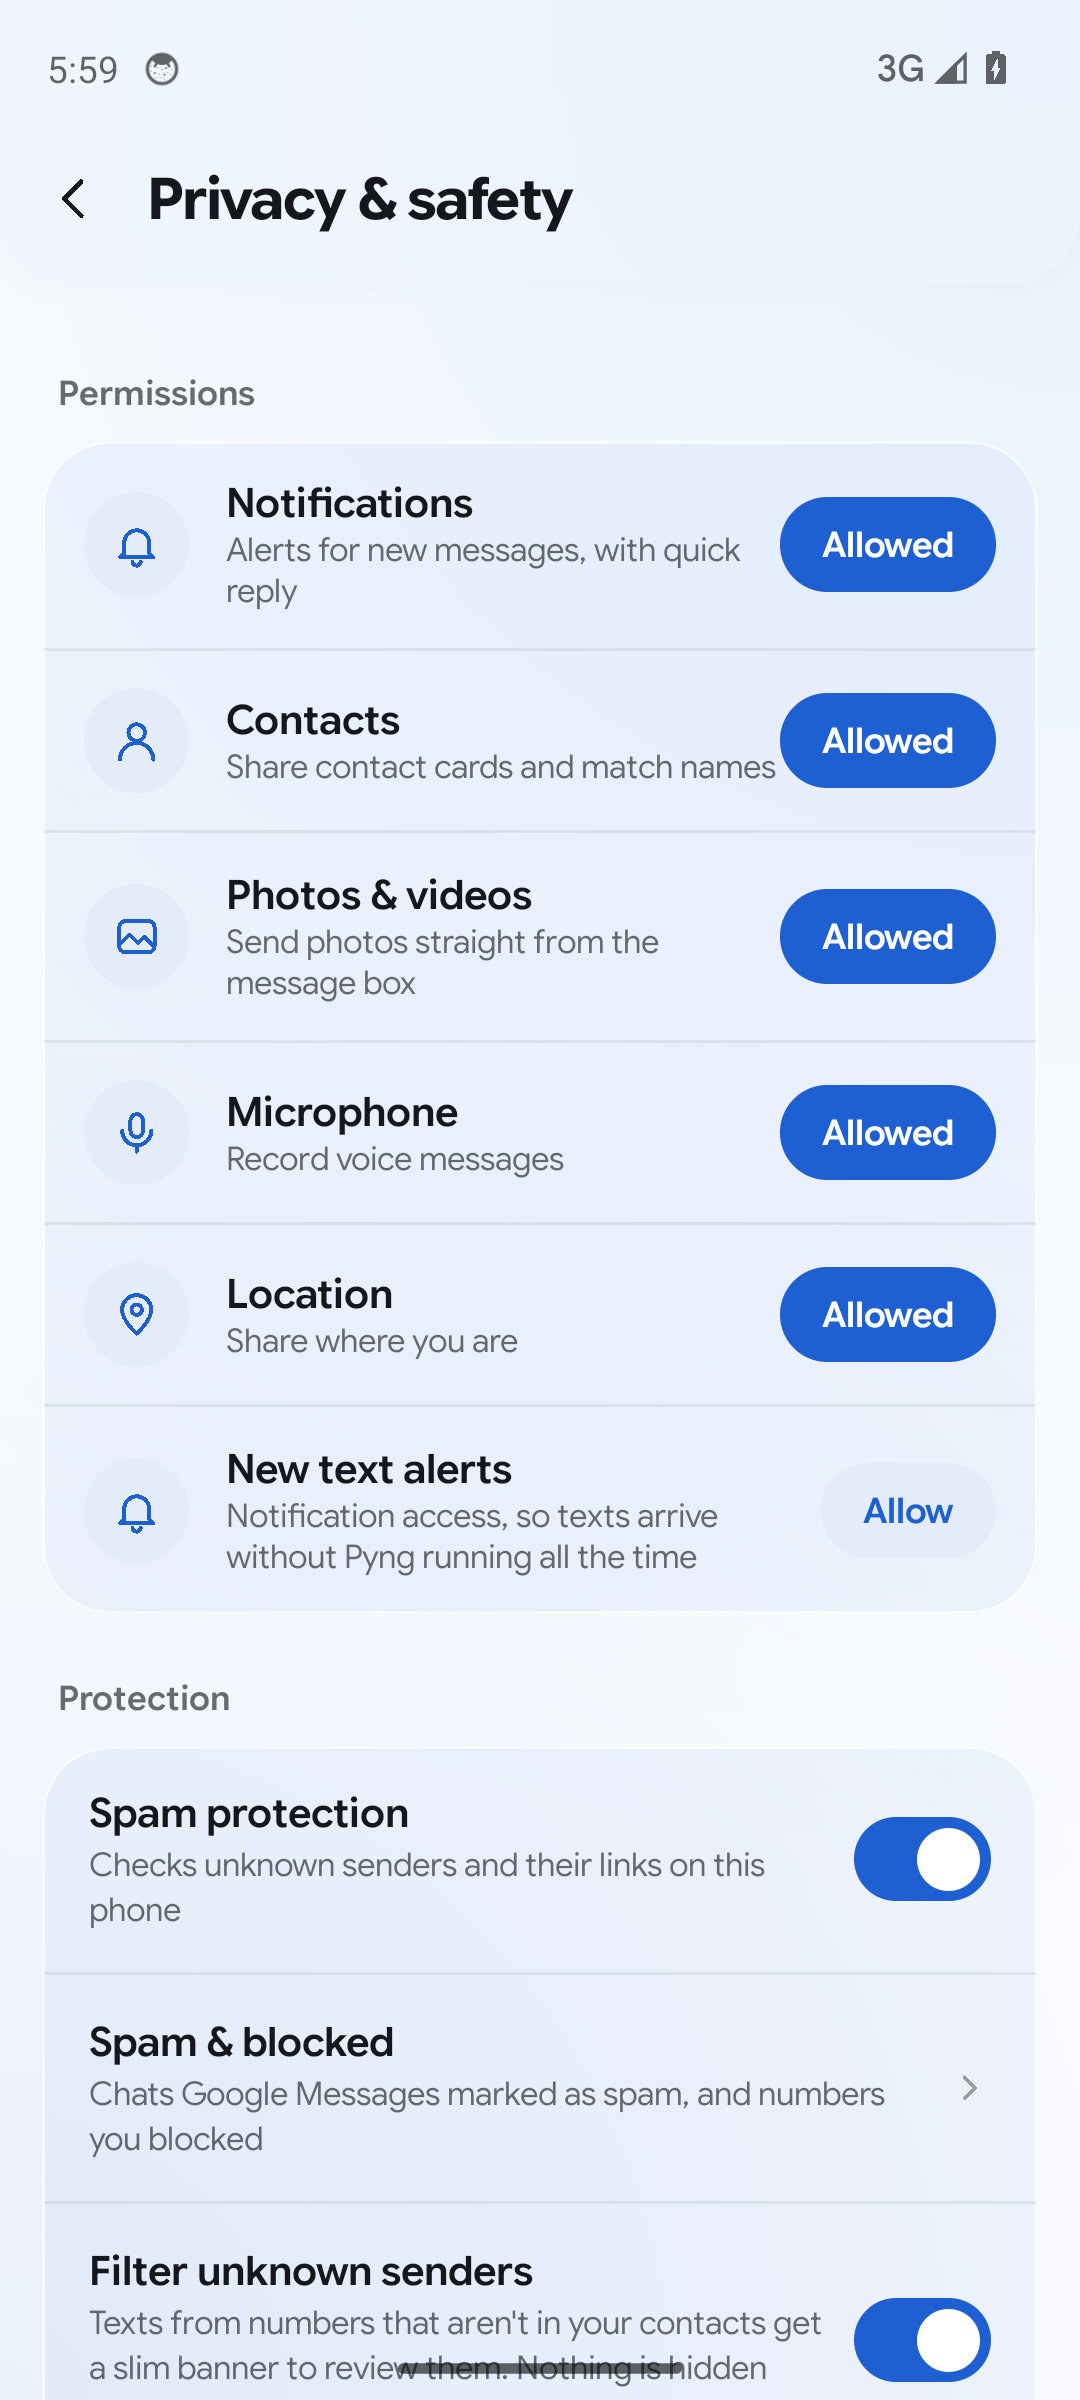 5:59
3G
Privacy & safety
Permissions
Notifications
Alerts for new messages, with quick
reply
Allowed
Contacts
Share contact cards and match names
Allowed
Photos & videos
Send photos straight from the
message box
Allowed
Microphone
Record voice messages
Allowed
Location
Share where you are
Allowed
New text alerts
Notification access, so texts arrive
without Pyng running all the time
Allow
Protection
Spam protection
Checks unknown senders and their links on this
phone
Spam & blocked
Chats Google Messages marked as spam, and numbers
you blocked
Filter unknown senders
Texts from numbers that aren't in your contacts get
a slim banner to review them. Nothing is hidden